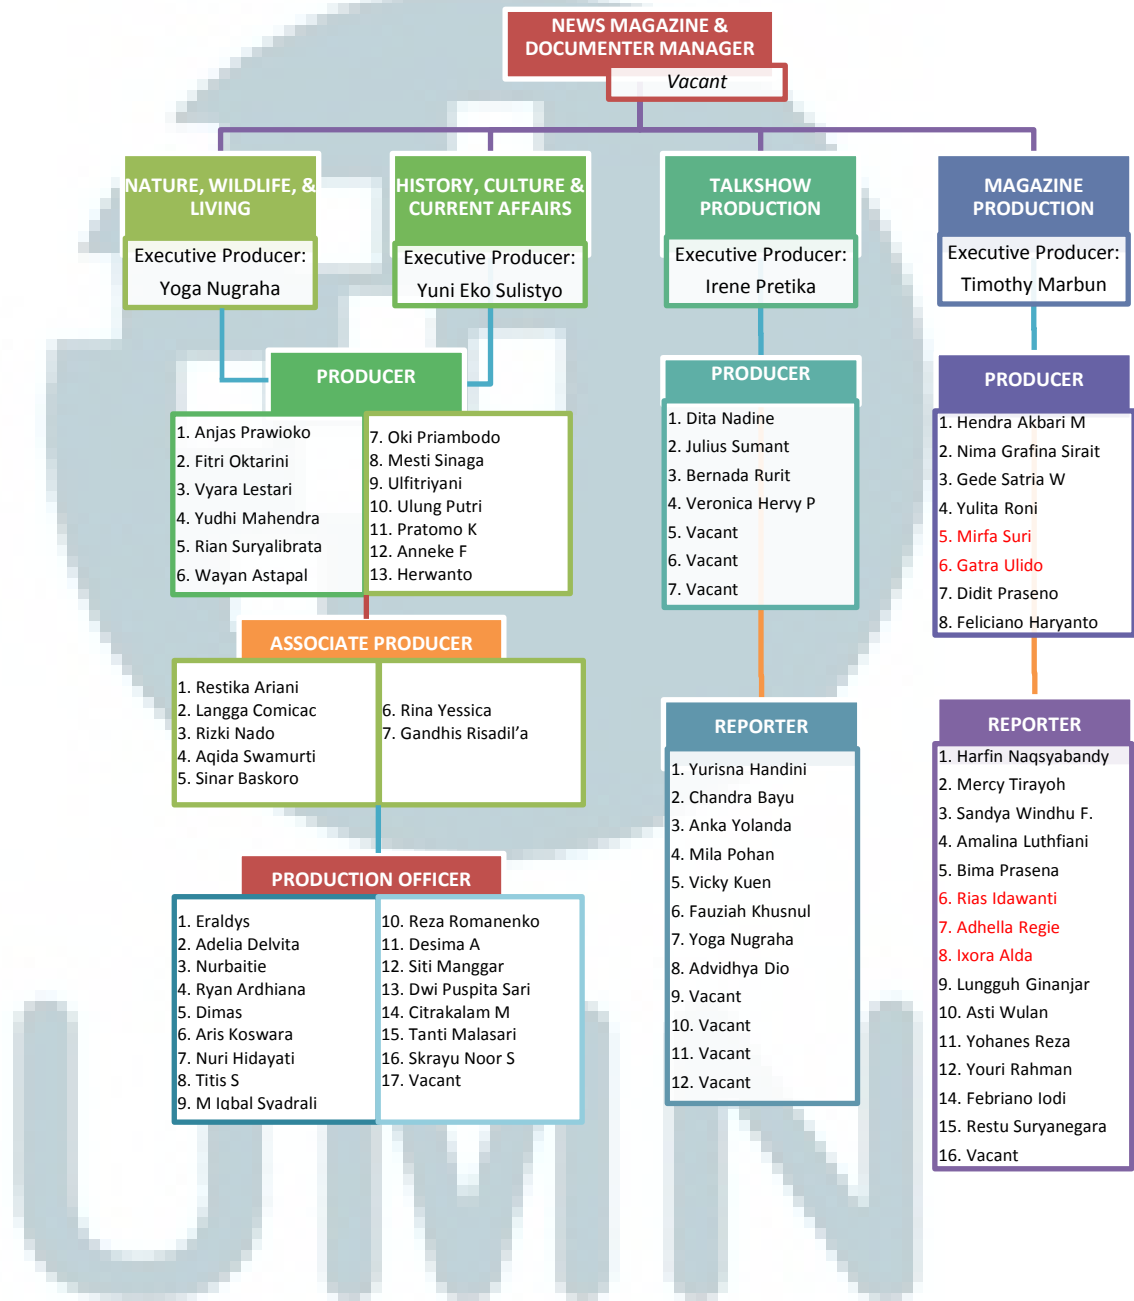 NEWS MAGAZINE &
DOCUMENTER MANAGER
Vacant
NATURE, WILDLIFE, &
LIVING
Executive Producer:
Yoga Nugraha
HISTORY, CULTURE &
CURRENT AFFAIRS
Executive Producer:
Yuni Eko Sulistyo
TALKSHOW
PRODUCTION
Executive Producer:
Irene Pretika
MAGAZINE
PRODUCTION
Executive Producer:
Timothy Marbun
PRODUCER
1. Anjas Prawioko
2. Fitri Oktarini
3. Vyara Lestari
4. Yudhi Mahendra
5. Rian Suryalibrata
6. Wayan Astapal
7. Oki Priambodo
8. Mesti Sinaga
9. Ulfitriyani
10. Ulung Putri
11. Pratomo K
12. Anneke F
13. Herwanto
ASSOCIATE PRODUCER
1. Restika Ariani
2. Langga Comicac
3. Rizki Nado
4. Aqida Swamurti
5. Sinar Baskoro
6. Rina Yessica
7. Gandhis Risadil'a
PRODUCTION OFFICER
1. Eraldys
2. Adelia Delvita
3. Nurbaitie
4. Ryan Ardhiana
5. Dimas
6. Aris Koswara
7. Nuri Hidayati
8. Titis S
9. M Iqbal Syadrali
10. Reza Romanenko
11. Desima A
12. Siti Manggar
13. Dwi Puspita Sari
14. Citrakalam M
15. Tanti Malasari
16. Skrayu Noor S
17. Vacant
PRODUCER
1. Dita Nadine
2. Julius Sumant
3. Bernada Rurit
4. Veronica Hervy P
5. Vacant
6. Vacant
7. Vacant
REPORTER
1. Yurisna Handini
2. Chandra Bayu
3. Anka Yolanda
4. Mila Pohan
5. Vicky Kuen
6. Fauziah Khusnul
7. Yoga Nugraha
8. Advidhya Dio
9. Vacant
10. Vacant
11. Vacant
12. Vacant
PRODUCER
1. Hendra Akbari M
2. Nima Grafina Sirait
3. Gede Satria W
4. Yulita Roni
5. Mirfa Suri
6. Gatra Ulido
7. Didit Praseno
8. Feliciano Haryanto
REPORTER
1. Harfin Naqsyabandy
2. Mercy Tirayoh
3. Sandya Windhu F.
4. Amalina Luthfiani
5. Bima Prasena
6. Rias Idawanti
7. Adhella Regie
8. Ixora Alda
9. Lungguh Ginanjar
10. Asti Wulan
11. Yohanes Reza
12. Youri Rahman
14. Febriano Iodi
15. Restu Suryanegara
16. Vacant
UMN